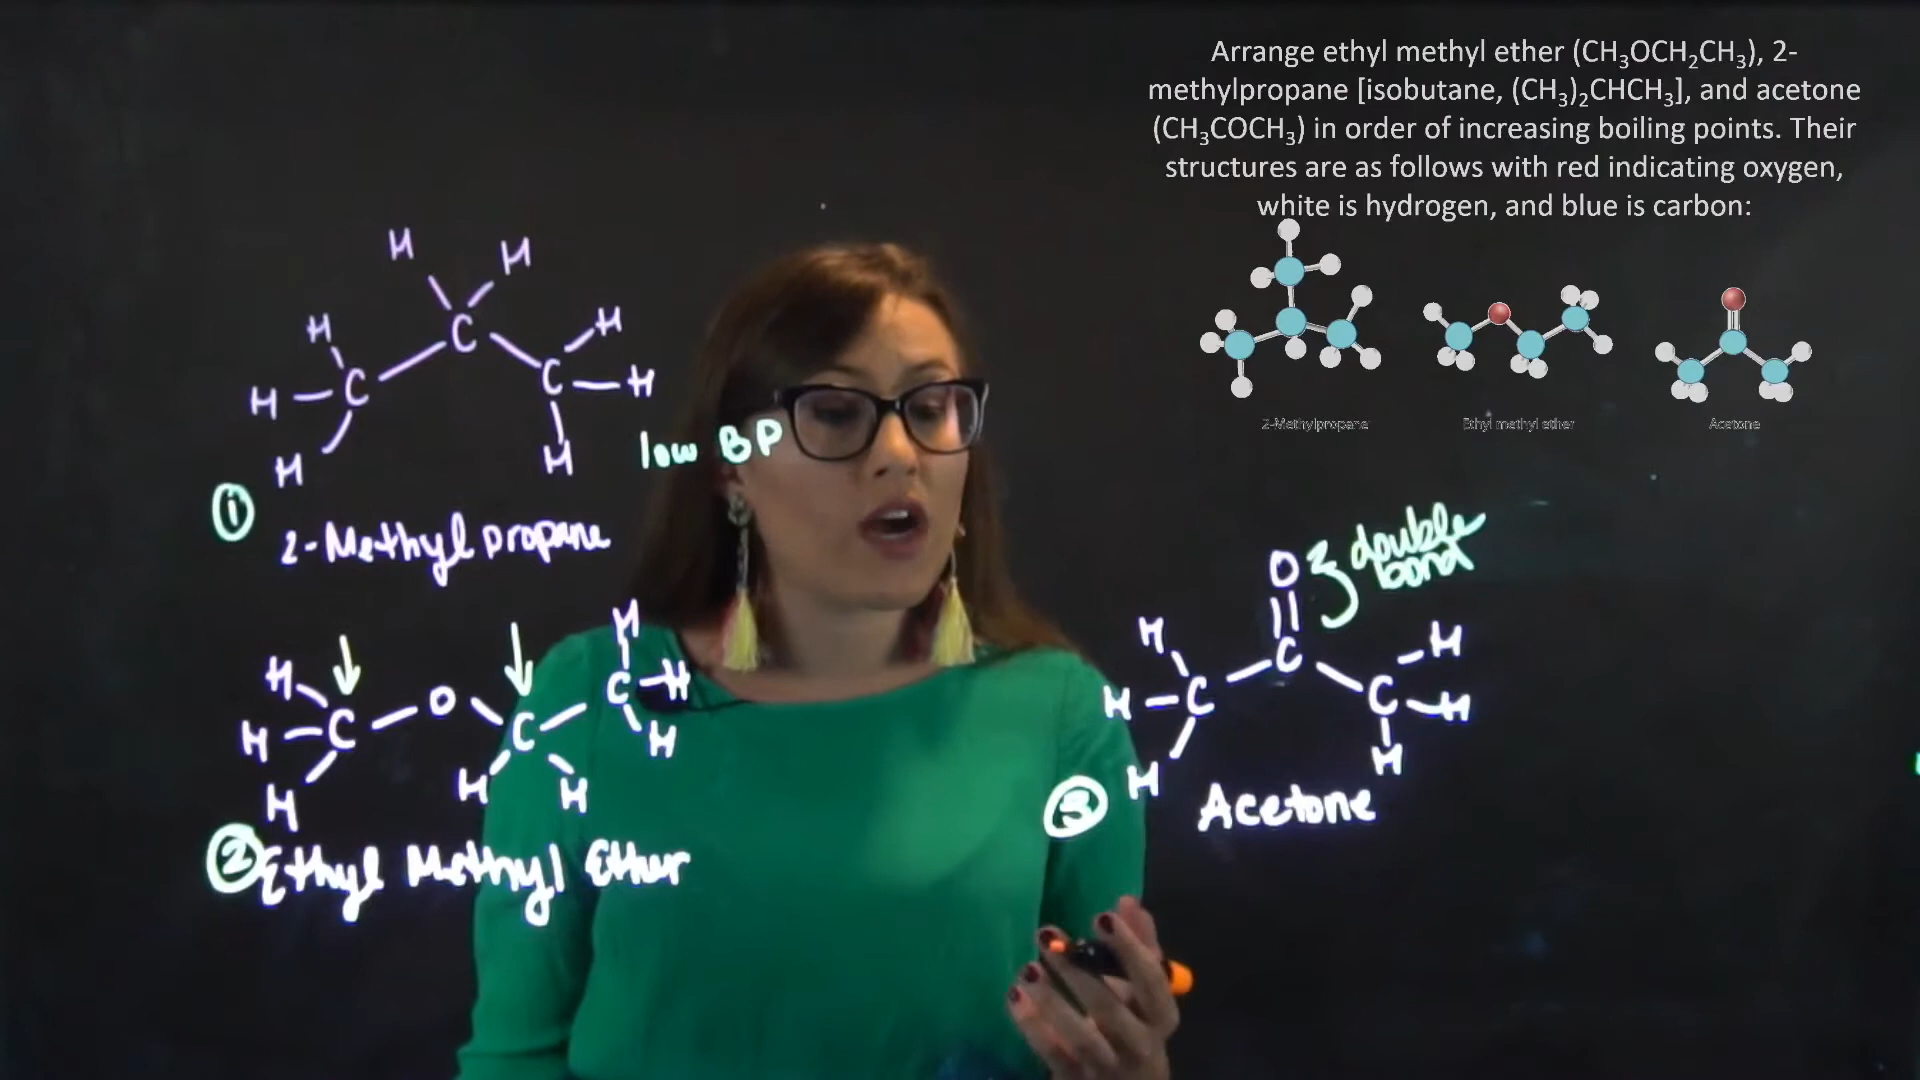 Arrange ethyl methyl ether (CH₃OCH₂CH₃), 2-
methylpropane [isobutane, (CH₃)₂CHCH₃], and acetone
(CH₃COCH₃) in order of increasing boiling points. Their
structures are as follows with red indicating oxygen,
white is hydrogen, and blue is carbon:
2-Methylpropane Ethyl methyl ether Acetone
H H
H C H
H C C H
H H
low BP
① 2-Methylpropane
O double
bond
H H
H C O C C H
H H H H
② Ethyl Methyl Ether
H C H
H C C H
H H
③ Acetone